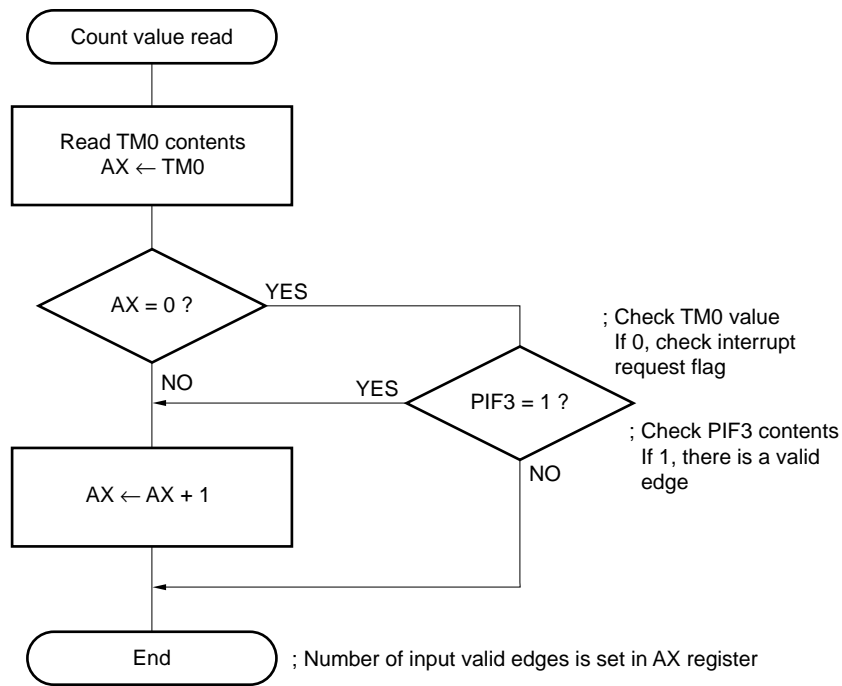 Count value read
Read TM0 contents
AX ← TM0
AX = 0 ?
YES
; Check TM0 value
If 0, check interrupt
request flag
NO
YES
PIF3 = 1 ?
; Check PIF3 contents
If 1, there is a valid
edge
NO
AX ← AX + 1
End
; Number of input valid edges is set in AX register